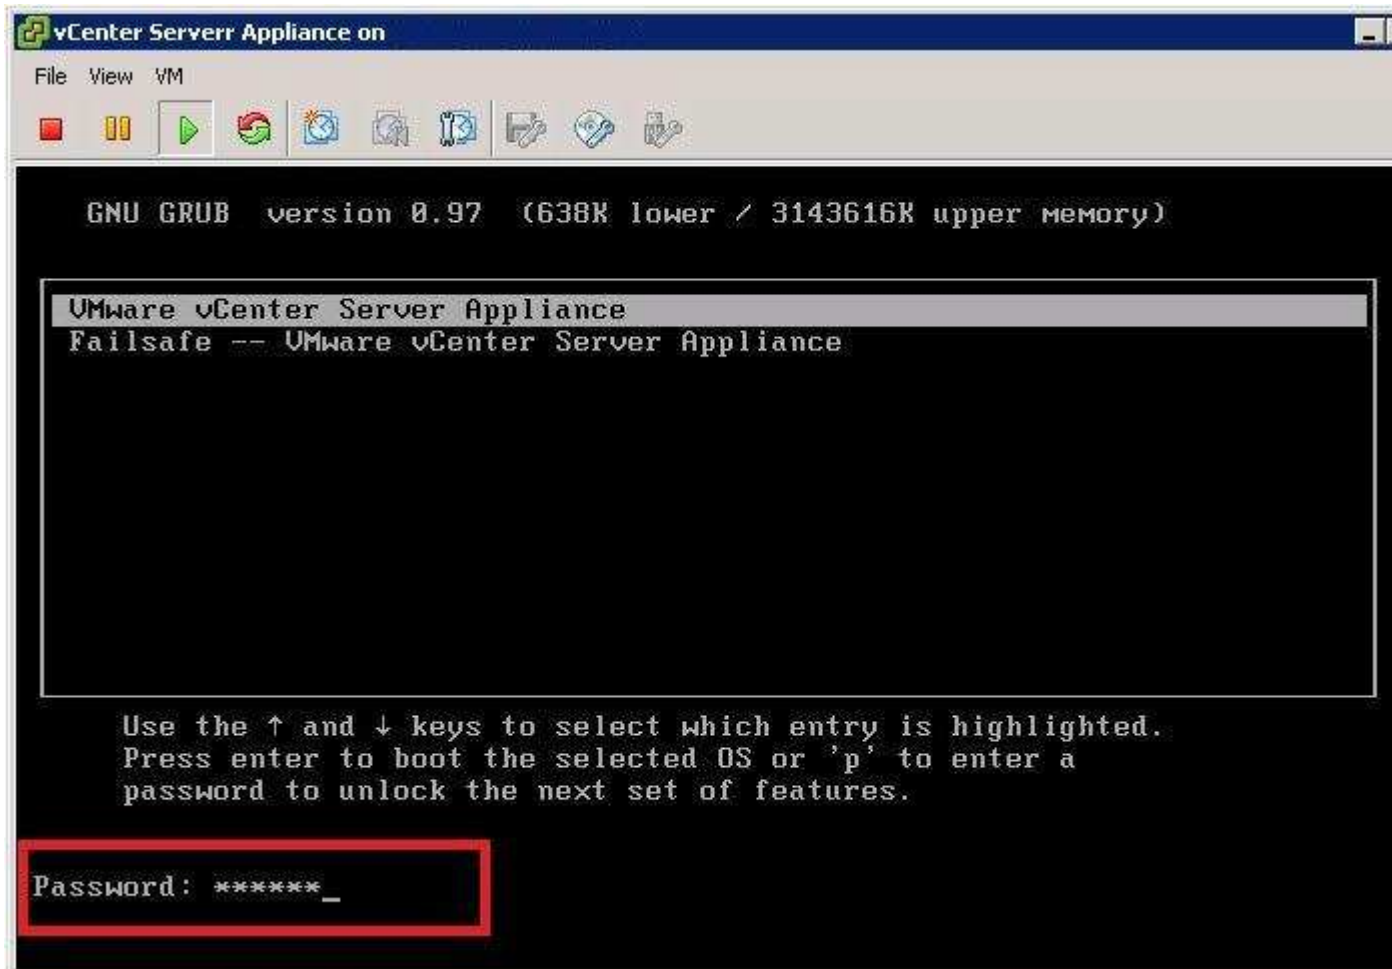 vCenter Serverr Appliance on
File View VM
GNU GRUB version 0.97 (638K lower / 3143616K upper memory)
VMware vCenter Server Appliance
Failsafe -- VMware vCenter Server Appliance
Use the ↑ and ↓ keys to select which entry is highlighted.
Press enter to boot the selected OS or 'p' to enter a
password to unlock the next set of features.
Password: ******_